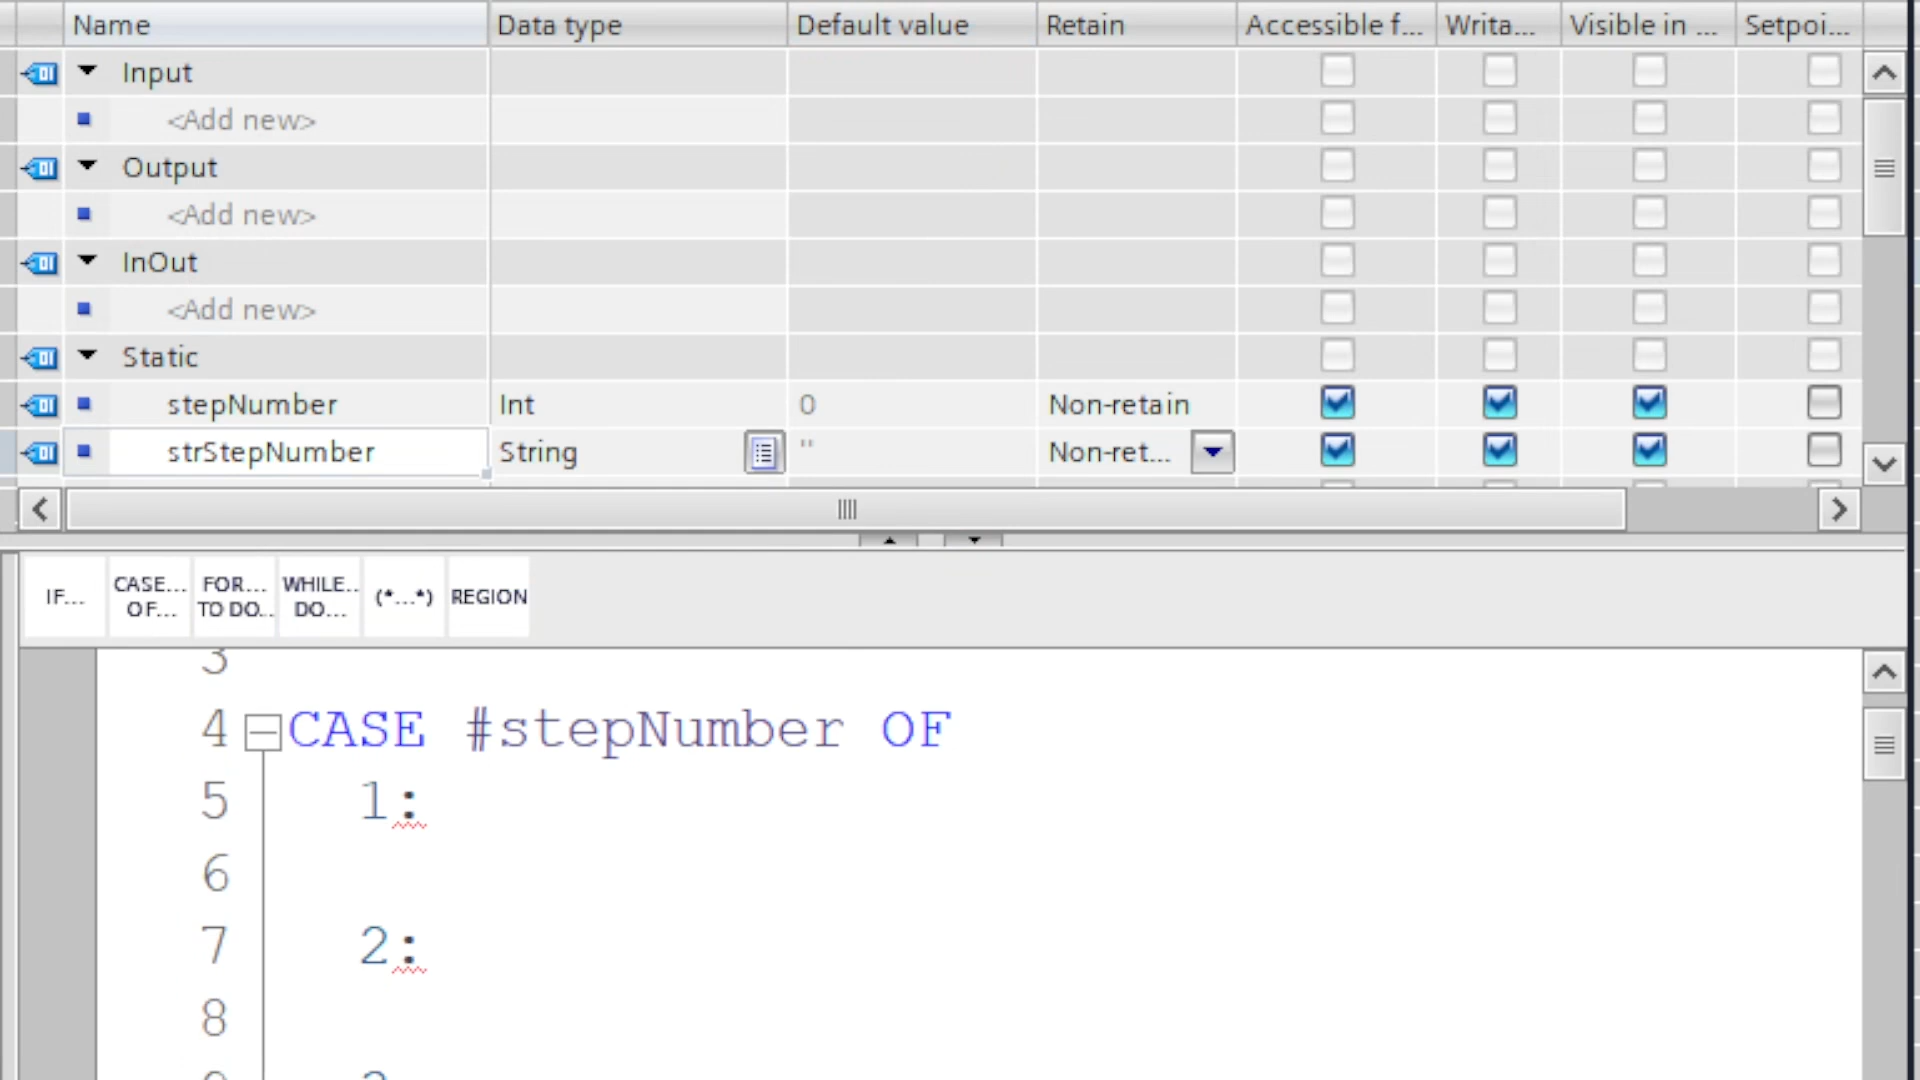 Name Data type Default value Retain Accessible f... Writa... Visible in ... Setpoi...
Input
<Add new>
Output
<Add new>
InOut
<Add new>
Static
stepNumber Int 0 Non-retain
strStepNumber String '' Non-ret...
IF... CASE... OF... FOR... TO DO... WHILE... DO... (*...*) REGION
3
4 CASE #stepNumber OF
5 1:
6
7 2:
8